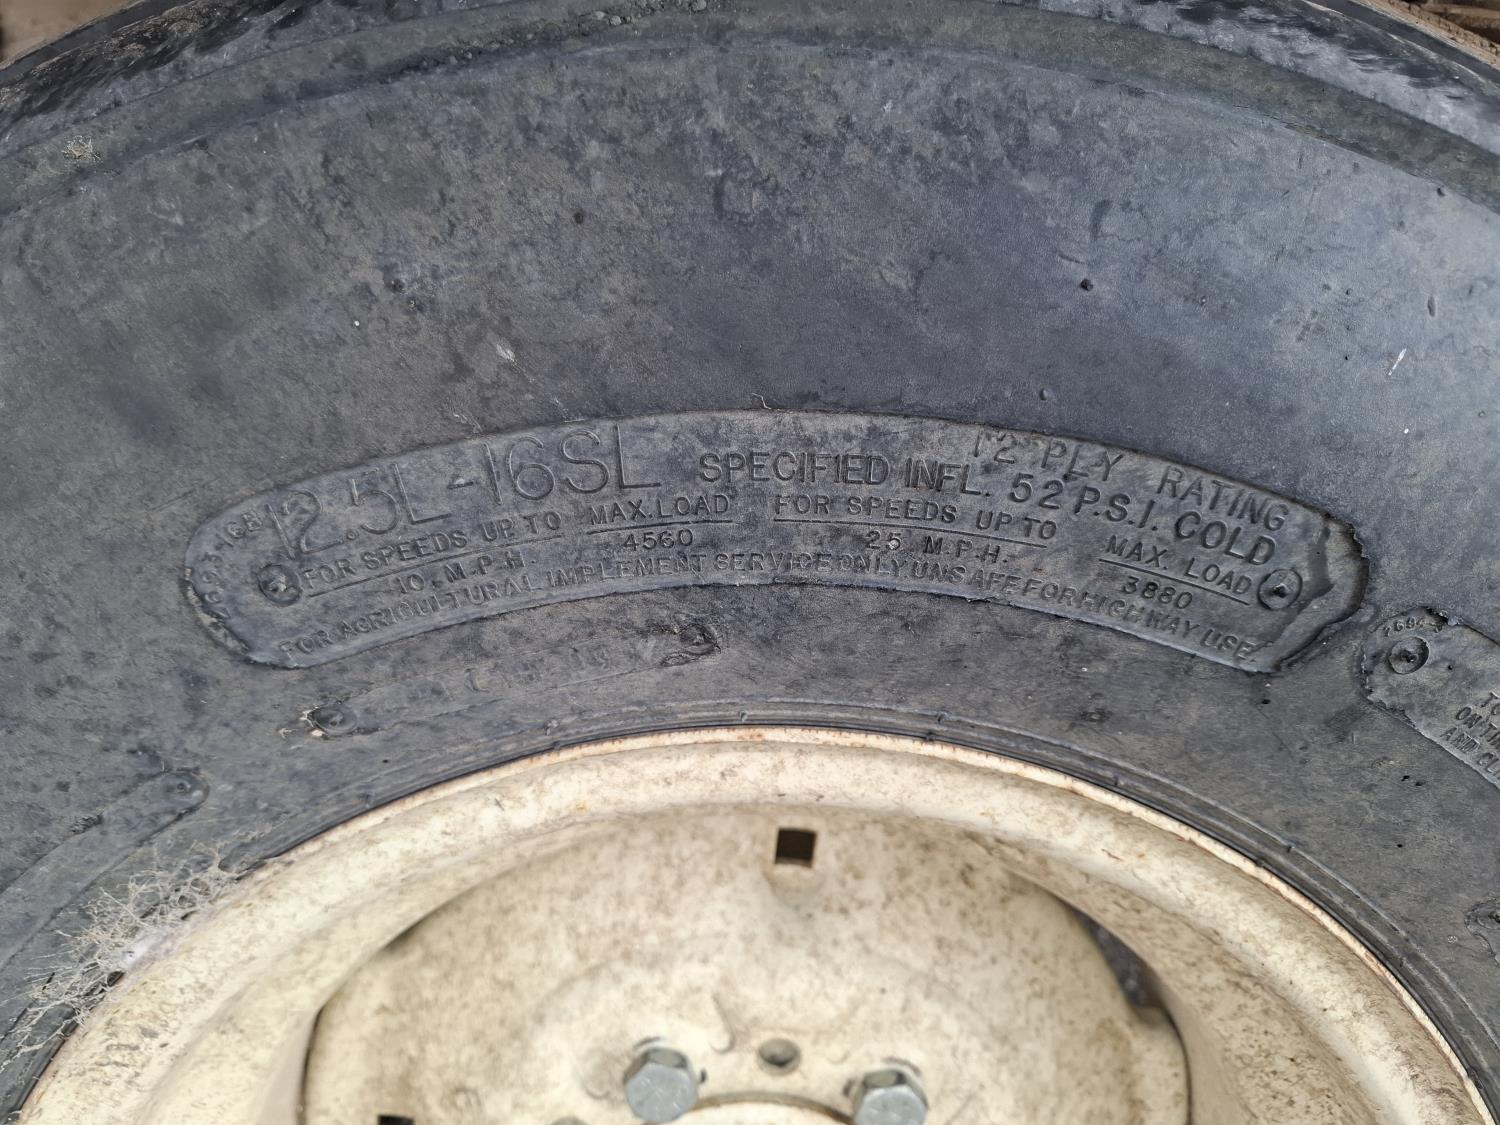 12.5L-16SL
12 PLY RATING
SPECIFIED INFL. 52 P.S.I. COLD
FOR SPEEDS UP TO MAX. LOAD
10 M.P.H. 4560
FOR SPEEDS UP TO MAX. LOAD
25 M.P.H. 3880
FOR AGRICULTURAL IMPLEMENT SERVICE ONLY UNSAFE FOR HIGHWAY USE.
AND